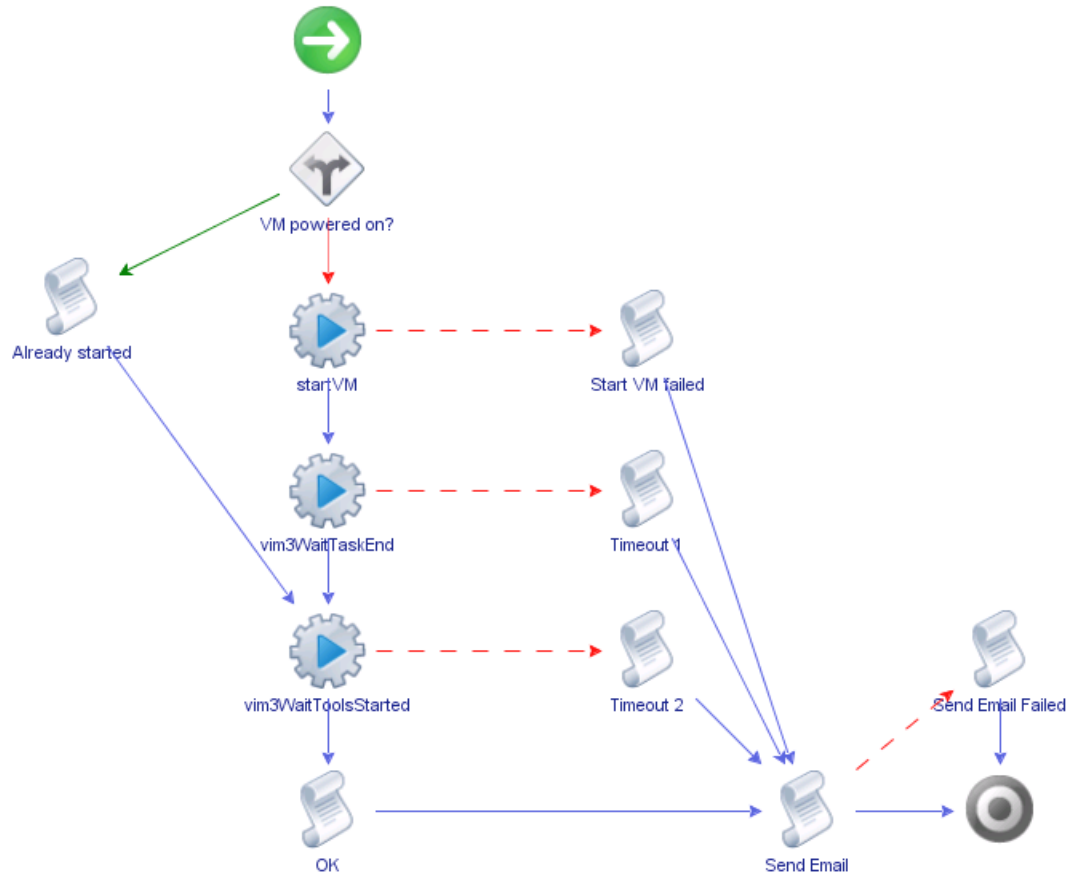 VM powered on?
Already started
startVM
Start VM failed
vim3WaitTaskEnd
Timeout 1
vim3WaitToolsStarted
Timeout 2
Send Email Failed
OK
Send Email